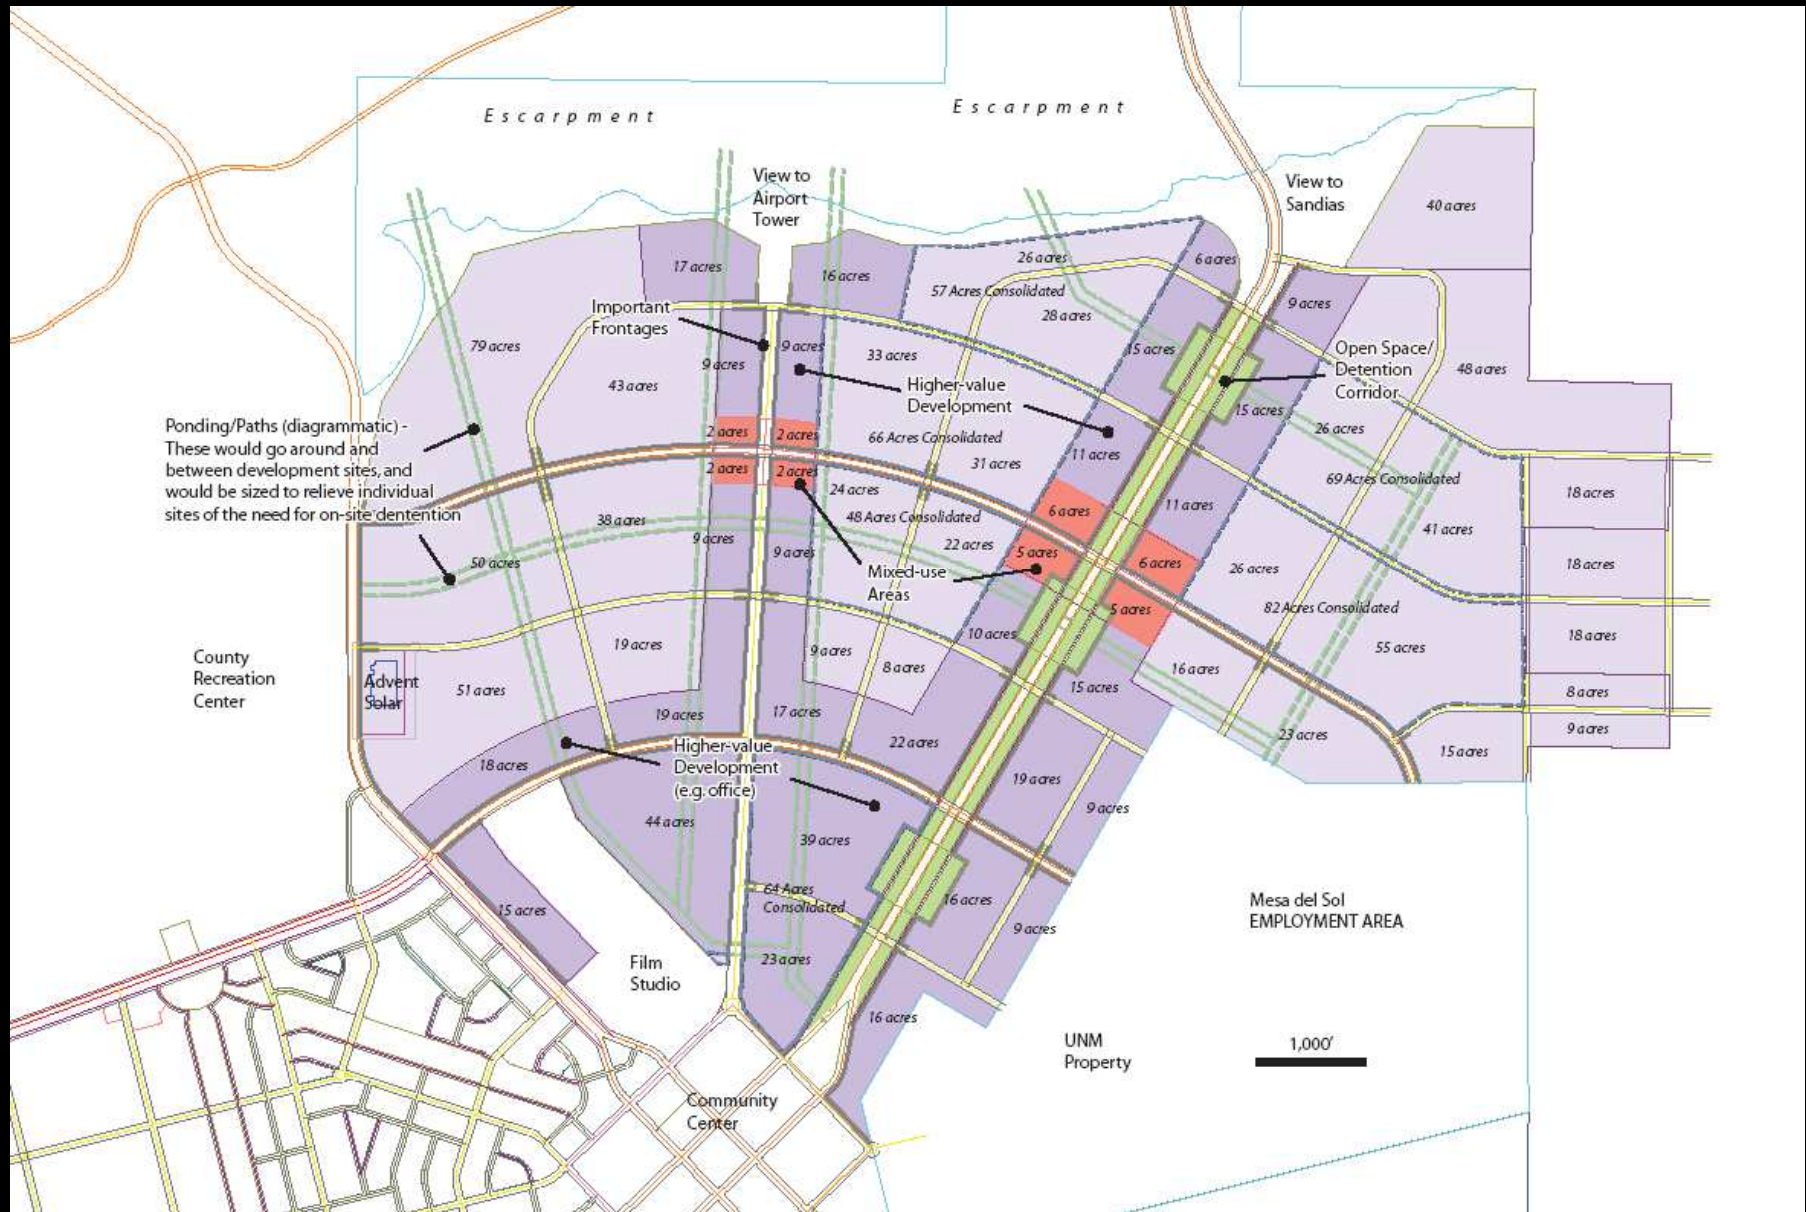 Escarpment
Escarpment
View to
Airport
Tower
View to
Sandias
40 acres
17 acres
16 acres
26 acres
6 acres
57 Acres Consolidated
28 acres
9 acres
Important
Frontages
79 acres
43 acres
9 acres
9 acres
33 acres
15 acres
Open Space/
Detention
Corridor
48 acres
Higher-value
Development
15 acres
26 acres
Ponding/Paths (diagrammatic) -
These would go around and
between development sites, and
would be sized to relieve individual
sites of the need for on-site dentention
2 acres
2 acres
66 Acres Consolidated
31 acres
11 acres
2 acres
2 acres
24 acres
69 Acres Consolidated
18 acres
11 acres
6 acres
38 acres
48 Acres Consolidated
41 acres
9 acres
9 acres
22 acres
5 acres
6 acres
26 acres
18 acres
50 acres
Mixed-use
Areas
5 acres
82 Acres Consolidated
10 acres
18 acres
19 acres
9 acres
8 acres
55 acres
16 acres
County
Recreation
Center
Advent
Solar
51 acres
15 acres
8 acres
19 acres
17 acres
22 acres
23 acres
9 acres
15 acres
Higher-value
Development
(e.g. office)
18 acres
19 acres
9 acres
44 acres
39 acres
64 Acres
Consolidated
16 acres
15 acres
9 acres
Mesa del Sol
EMPLOYMENT AREA
Film
Studio
23 acres
16 acres
UNM
Property
1,000'
Community
Center